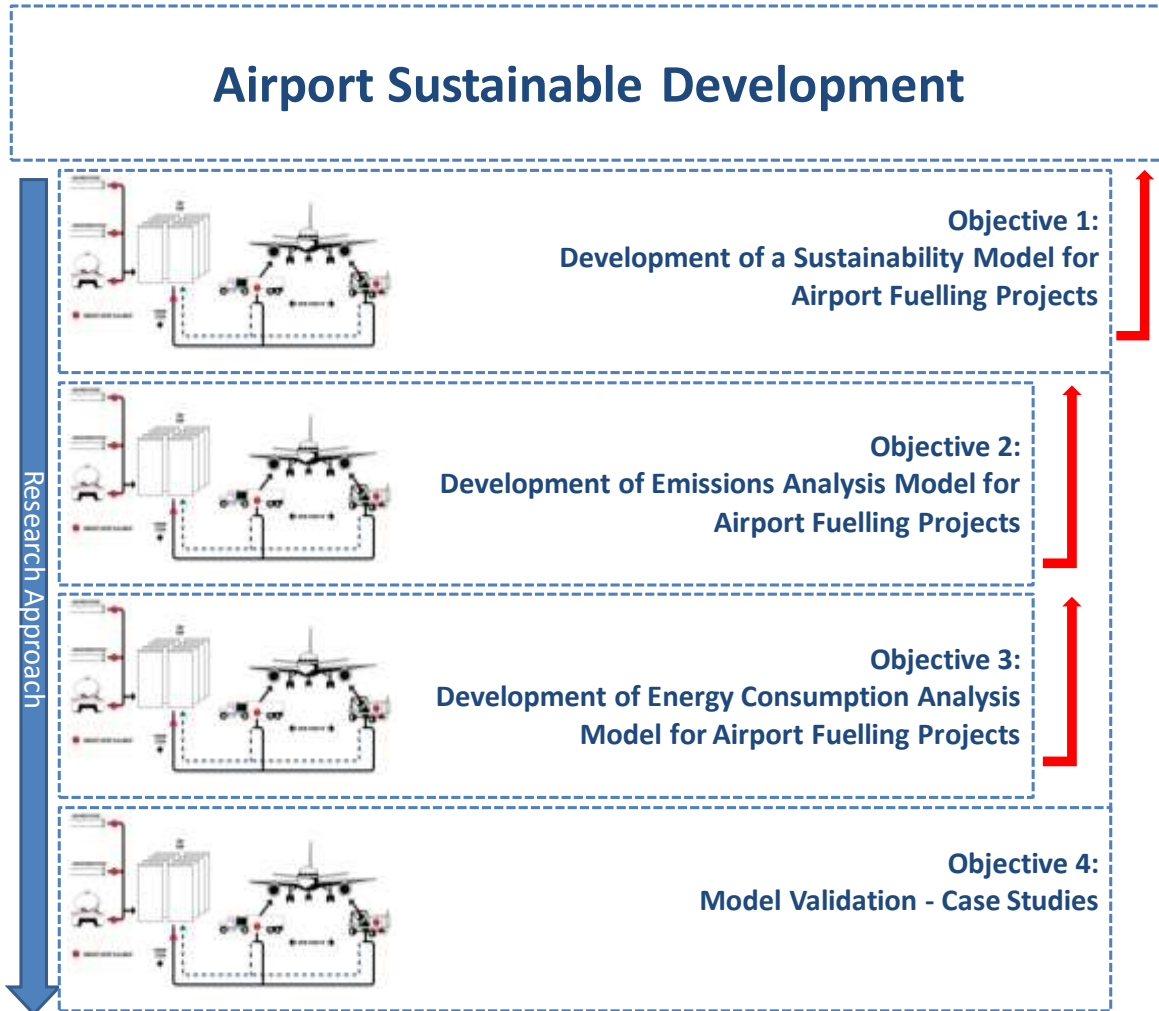 Airport Sustainable Development
Objective 1:
Development of a Sustainability Model for
Airport Fuelling Projects
Objective 2:
Development of Emissions Analysis Model for
Airport Fuelling Projects
Research Approach
Objective 3:
Development of Energy Consumption Analysis
Model for Airport Fuelling Projects
Objective 4:
Model Validation - Case Studies